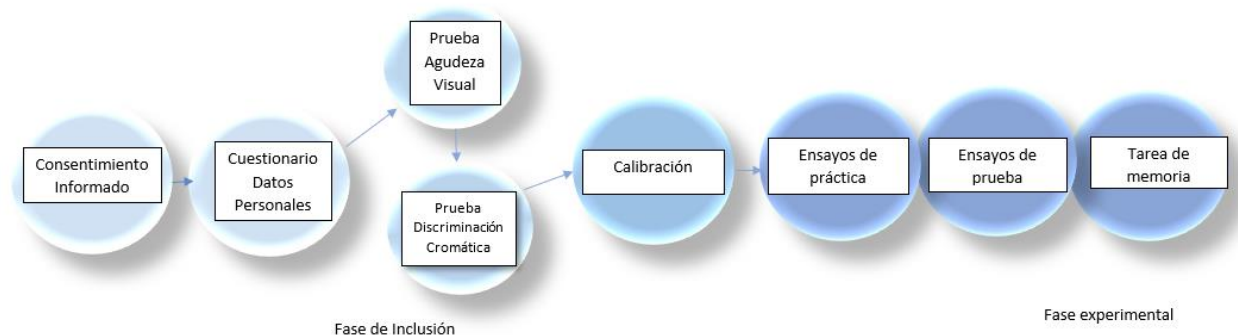 Consentimiento
Informado
Cuestionario
Datos
Personales
Prueba
Agudeza
Visual
Prueba
Discriminación
Cromática
Calibración
Ensayos de
práctica
Ensayos de
prueba
Tarea de
memoria
Fase de Inclusión
Fase experimental